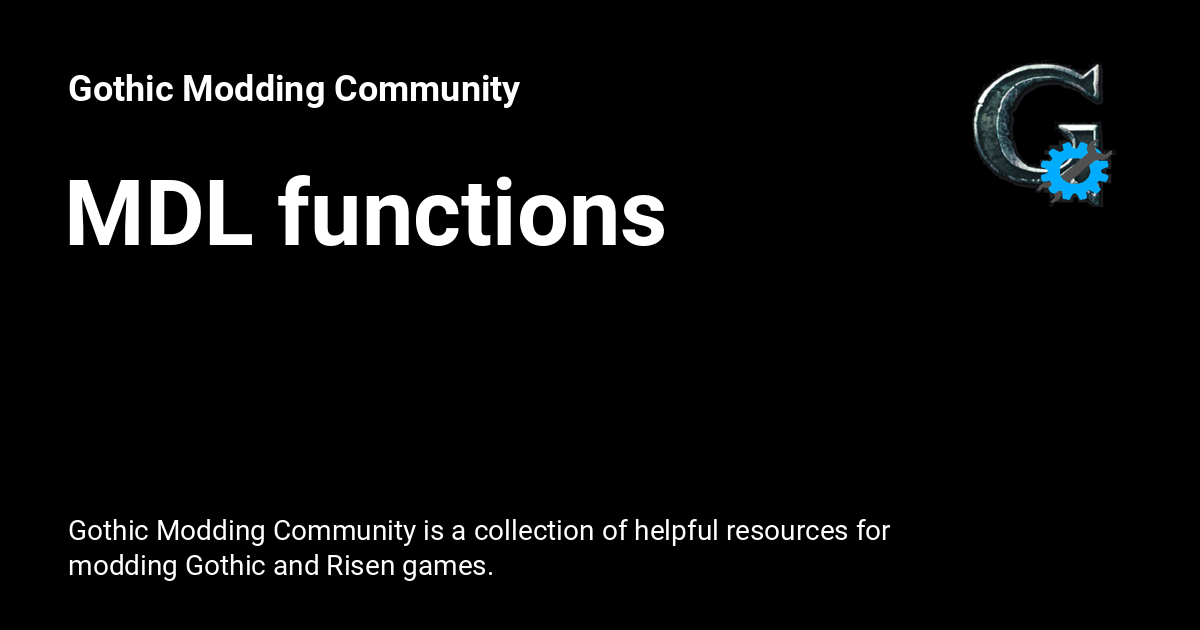 Gothic Modding Community
MDL functions
Gothic Modding Community is a collection of helpful resources for
modding Gothic and Risen games.